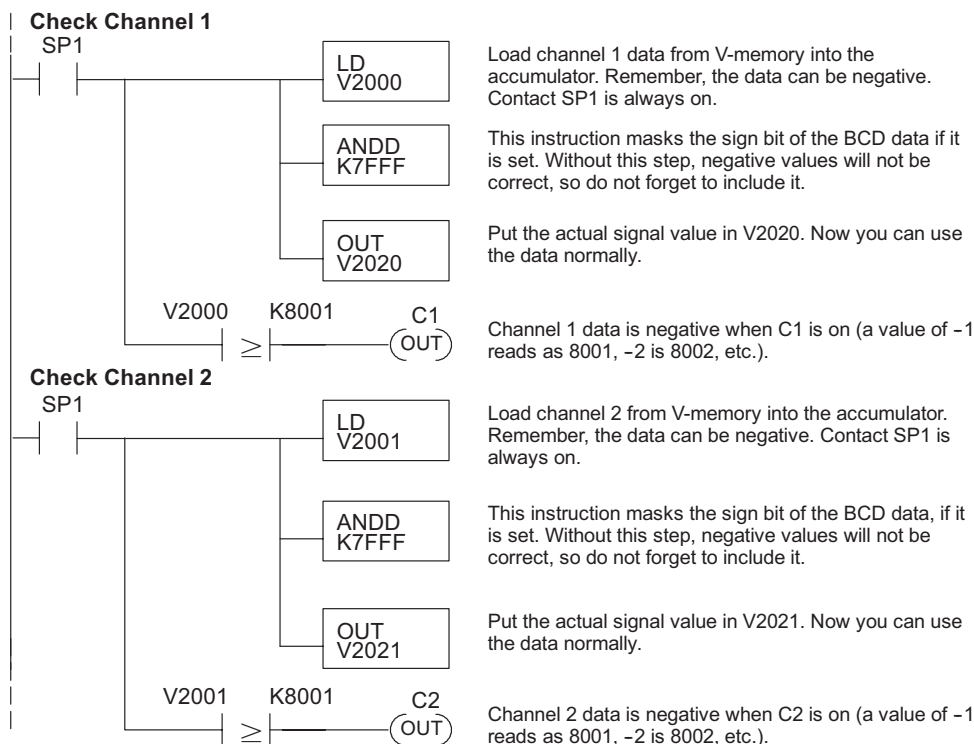 Check Channel 1
SP1
LD
V2000
Load channel 1 data from V-memory into the
accumulator. Remember, the data can be negative.
Contact SP1 is always on.
ANDD
K7FFF
This instruction masks the sign bit of the BCD data if it
is set. Without this step, negative values will not be
correct, so do not forget to include it.
OUT
V2020
Put the actual signal value in V2020. Now you can use
the data normally.
V2000 K8001 C1
≥ OUT
Channel 1 data is negative when C1 is on (a value of -1
reads as 8001, -2 is 8002, etc.).
Check Channel 2
SP1
LD
V2001
Load channel 2 from V-memory into the accumulator.
Remember, the data can be negative. Contact SP1 is
always on.
ANDD
K7FFF
This instruction masks the sign bit of the BCD data, if it
is set. Without this step, negative values will not be
correct, so do not forget to include it.
OUT
V2021
Put the actual signal value in V2021. Now you can use
the data normally.
V2001 K8001 C2
≥ OUT
Channel 2 data is negative when C2 is on (a value of -1
reads as 8001, -2 is 8002, etc.).